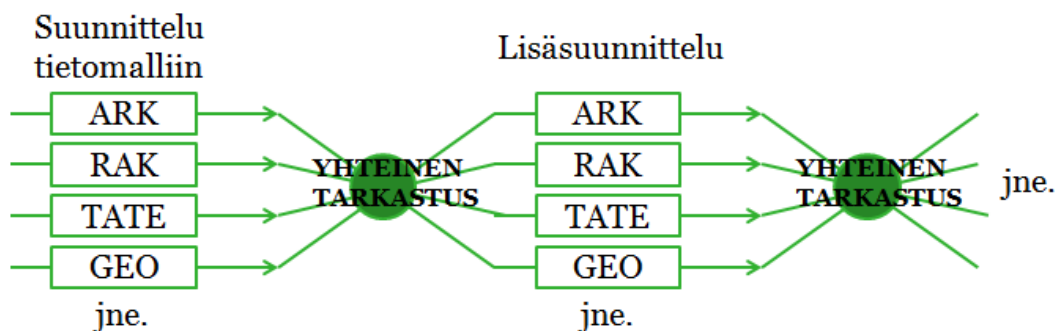 Suunnittelu
tietomalliin
ARK
RAK
TATE
GEO
jne.
YHTEINEN
TARKASTUS
Lisäsuunnittelu
ARK
RAK
TATE
GEO
jne.
YHTEINEN
TARKASTUS
jne.